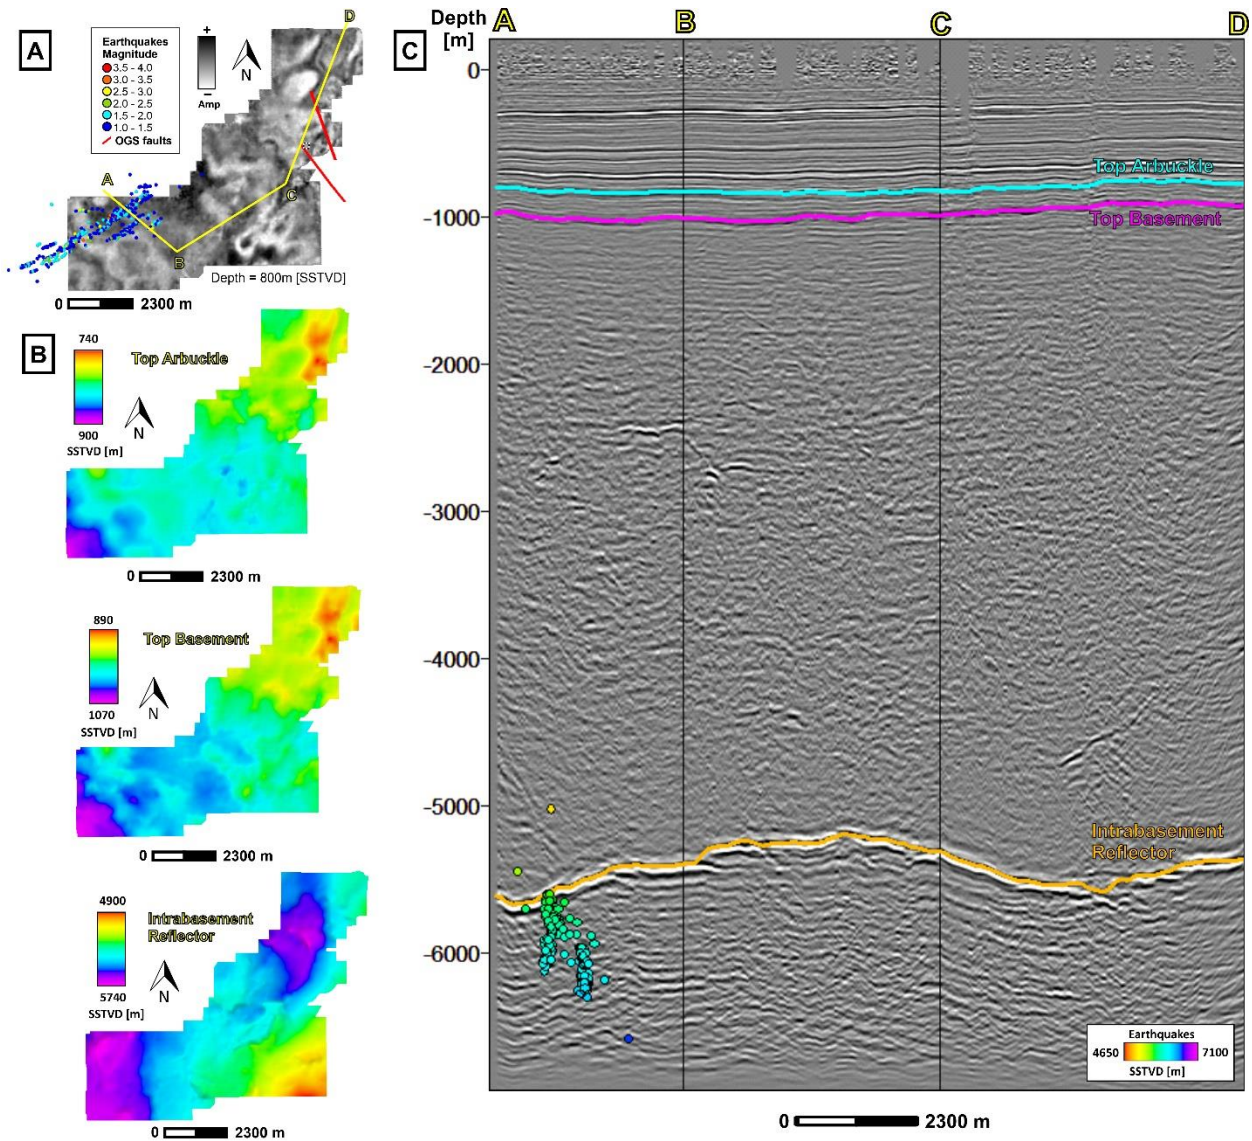 A
Earthquakes
Magnitude
3.5 - 4.0
3.0 - 3.5
2.5 - 3.0
2.0 - 2.5
1.5 - 2.0
1.0 - 1.5
OGS faults
+
−
Amp
N
D
A
C
B
Depth = 800m [SSTVD]
0 2300 m
B
740
900
SSTVD [m]
Top Arbuckle
N
0 2300 m
890
1070
SSTVD [m]
Top Basement
N
0 2300 m
4900
5740
SSTVD [m]
Intrabasement
Reflector
N
0 2300 m
C
Depth
[m]
A B C D
0
-1000
-2000
-3000
-4000
-5000
-6000
Top Arbuckle
Top Basement
Intrabasement
Reflector
Earthquakes
4650 7100
SSTVD [m]
0 2300 m